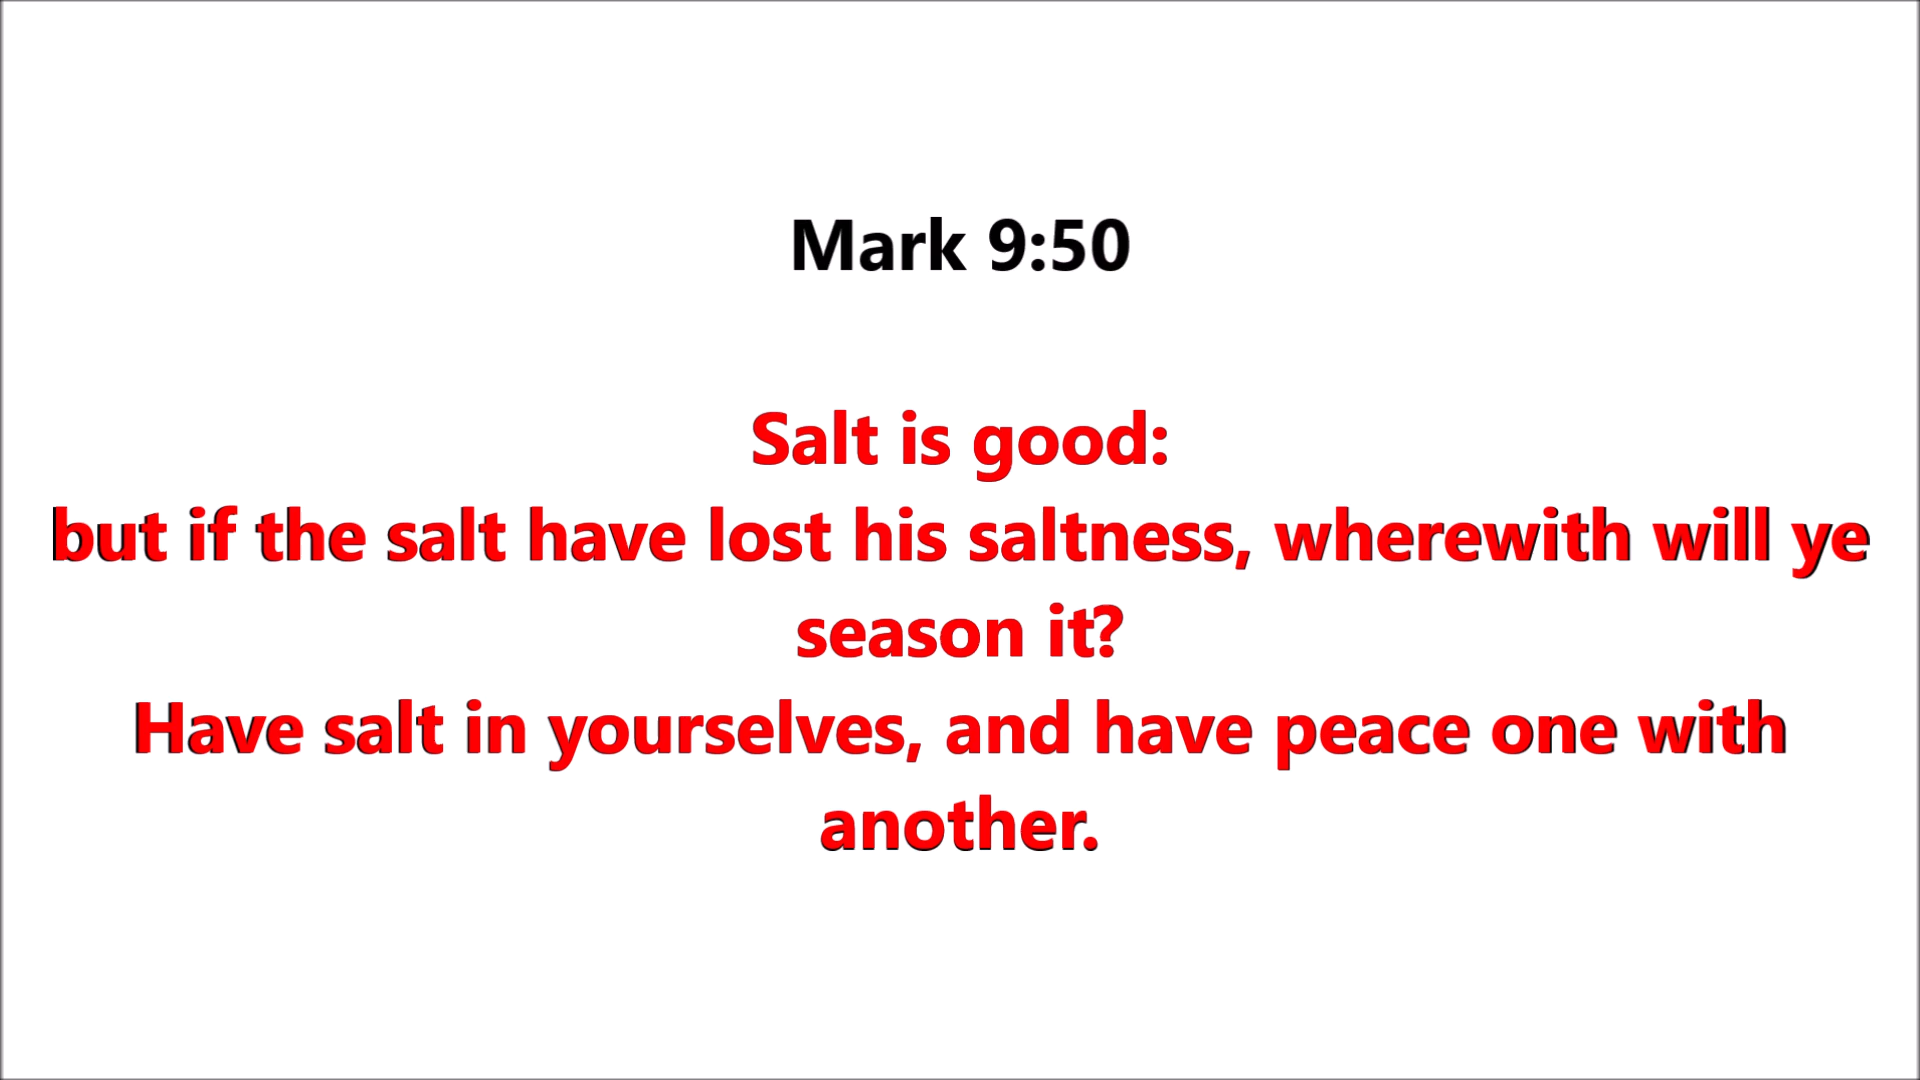 Mark 9:50
Salt is good:
but if the salt have lost his saltness, wherewith will ye
season it?
Have salt in yourselves, and have peace one with
another.